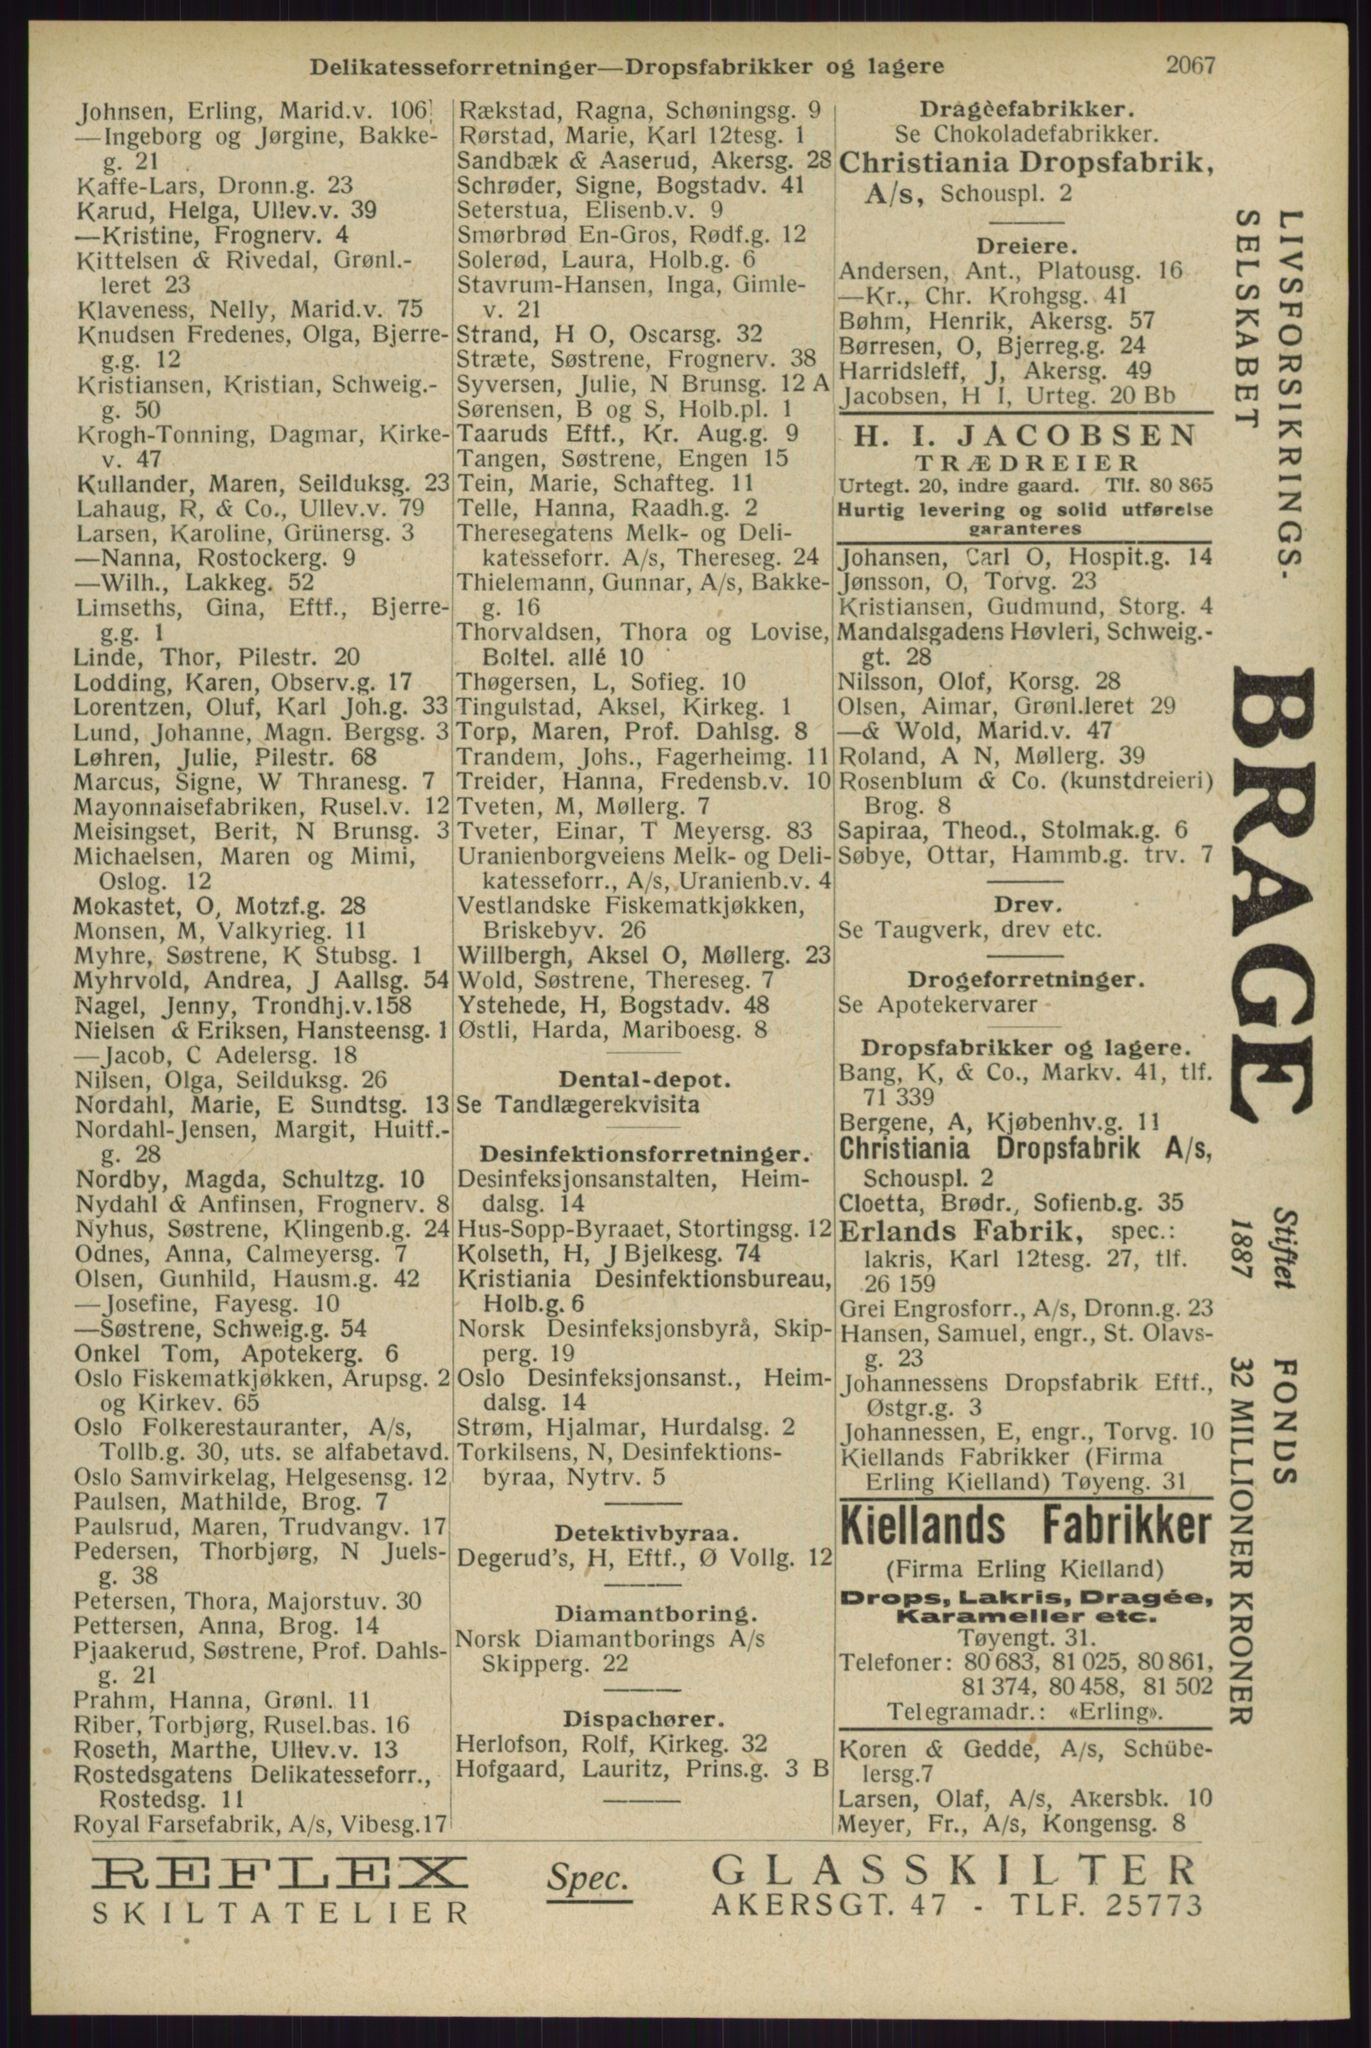 Delikatesseforretninger—Dropsfabrikker og lagere
2067
Johnsen, Erling, Marid.v. 106
—Ingeborg og Jørgine, Bakke-
g. 21
Kaffe-Lars, Dronn.g. 23
Karud, Helga, Ullev.v. 39
—Kristine, Frognerv. 4
Kittelsen & Rivedal, Grønl.-
leret 23
Klaveness, Nelly, Marid.v. 75
Knudsen Fredenes, Olga, Bjerre-
g.g. 12
Kristiansen, Kristian, Schweig.-
g. 50
Krogh-Tonning, Dagmar, Kirke-
v. 47
Kullander, Maren, Seilduksg. 23
Lahaug, R, & Co., Ullev.v. 79
Larsen, Karoline, Grünersg. 3
—Nanna, Rostockerg. 9
—Wilh., Lakkeg. 52
Limseths, Gina, Eftf., Bjerre-
g.g. 1
Linde, Thor, Pilestr. 20
Lodding, Karen, Observ.g. 17
Lorentzen, Oluf, Karl Joh.g. 33
Lund, Johanne, Magn. Bergsg. 3
Løhren, Julie, Pilestr. 68
Marcus, Signe, W Thranesg. 7
Mayonnaisefabriken, Rusel.v. 12
Meisingset, Berit, N Brunsg. 3
Michaelsen, Maren og Mimi,
Oslog. 12
Mokastet, O, Motzf.g. 28
Monsen, M, Valkyrieg. 11
Myhre, Søstrene, K Stubsg. 1
Myhrvold, Andrea, J Aallsg. 54
Nagel, Jenny, Trondhj.v.158
Nielsen & Eriksen, Hansteensg. 1
—Jacob, C Adelersg. 18
Nilsen, Olga, Seilduksg. 26
Nordahl, Marie, E Sundtsg. 13
Nordahl-Jensen, Margit, Huitf.-
g. 28
Nordby, Magda, Schultzg. 10
Nydahl & Anfinsen, Frognerv. 8
Nyhus, Søstrene, Klingenb.g. 24
Odnes, Anna, Calmeyersg. 7
Olsen, Gunhild, Hausm.g. 42
—Josefine, Fayesg. 10
—Søstrene, Schweig.g. 54
Onkel Tom, Apotekerg. 6
Oslo Fiskematkjøkken, Arupsg. 2
og Kirkev. 65
Oslo Folkerestauranter, A/s,
Tollb.g. 30, uts. se alfabetavd.
Oslo Samvirkelag, Helgesensg. 12
Paulsen, Mathilde, Brog. 7
Paulsrud, Maren, Trudvangv. 17
Pedersen, Thorbjørg, N Juels-
g. 38
Petersen, Thora, Majorstuv. 30
Pettersen, Anna, Brog. 14
Pjaakerud, Søstrene, Prof. Dahls-
g. 21
Prahm, Hanna, Grønl. 11
Riber, Torbjørg, Rusel.bas. 16
Roseth, Marthe, Ullev.v. 13
Rostedsgatens Delikatesseforr.,
Rostedsg. 11
Royal Farsefabrik, A/s, Vibesg.17
Rækstad, Ragna, Schøningsg. 9
Rørstad, Marie, Karl 12tesg. 1
Sandbæk & Aaserud, Akersg. 28
Schrøder, Signe, Bogstadv. 41
Seterstua, Elisenb.v. 9
Smørbrød En-Gros, Rødf.g. 12
Solerød, Laura, Holb.g. 6
Stavrum-Hansen, Inga, Gimle-
v. 21
Strand, H O, Oscarsg. 32
Stræte, Søstrene, Frognerv. 38
Syversen, Julie, N Brunsg. 12 A
Sørensen, B og S, Holb.pl. 1
Taaruds Eftf., Kr. Aug.g. 9
Tangen, Søstrene, Engen 15
Tein, Marie, Schafteg. 11
Telle, Hanna, Raadh.g. 2
Theresegatens Melk- og Deli-
katesseforr. A/s, Thereseg. 24
Thielemann, Gunnar, A/s, Bakke-
g. 16
Thorvaldsen, Thora og Lovise,
Boltel. allé 10
Thøgersen, L, Sofieg. 10
Tingulstad, Aksel, Kirkeg. 1
Torp, Maren, Prof. Dahlsg. 8
Trandem, Johs., Fagerheimg. 11
Treider, Hanna, Fredensb.v. 10
Tveten, M, Møllerg. 7
Tveter, Einar, T Meyersg. 83
Uranienborgveiens Melk- og Deli-
katesseforr., A/s, Uranienb.v. 4
Vestlandske Fiskematkjøkken,
Briskebyv. 26
Willbergh, Aksel O, Møllerg. 23
Wold, Søstrene, Thereseg. 7
Ystehede, H, Bogstadv. 48
Østli, Harda, Mariboesg. 8
Dental-depot.
Se Tandlægerekvisita
Desinfektionsforretninger.
Desinfeksjonsanstalten, Heim-
dalsg. 14
Hus-Sopp-Byraaet, Stortingsg. 12
Kolseth, H, J Bjelkesg. 74
Kristiania Desinfektionsbureau,
Holb.g. 6
Norsk Desinfeksjonsbyrå, Skip-
perg. 19
Oslo Desinfeksjonsanst., Heim-
dalsg. 14
Strøm, Hjalmar, Hurdalsg. 2
Torkilsens, N, Desinfektions-
byraa, Nytrv. 5
Detektivbyraa.
Degerud's, H, Eftf., Ø Vollg. 12
Diamantboring.
Norsk Diamantborings A/s
Skipperg. 22
Dispachører.
Herlofson, Rolf, Kirkeg. 32
Hofgaard, Lauritz, Prins.g. 3 B
Dragèefabrikker.
Se Chokoladefabrikker.
Christiania Dropsfabrik,
A/s, Schouspl. 2
Dreiere.
Andersen, Ant., Platousg. 16
—Kr., Chr. Krohgsg. 41
Bøhm, Henrik, Akersg. 57
Børresen, O, Bjerreg.g. 24
Harridsleff, J, Akersg. 49
Jacobsen, H I, Urteg. 20 Bb
H. I. JACOBSEN
TRÆDREIER
Urtegt. 20, indre gaard. Tlf. 80 865
Hurtig levering og solid utførelse
garanteres
Johansen, Carl O, Hospit.g. 14
Jønsson, O, Torvg. 23
Kristiansen, Gudmund, Storg. 4
Mandalsgadens Høvleri, Schweig.-
gt. 28
Nilsson, Olof, Korsg. 28
Olsen, Aimar, Grønl.leret 29
—& Wold, Marid.v. 47
Roland, A N, Møllerg. 39
Rosenblum & Co. (kunstdreieri)
Brog. 8
Sapiraa, Theod., Stolmak.g. 6
Søbye, Ottar, Hammb.g. trv. 7
Drev.
Se Taugverk, drev etc.
Drogeforretninger.
Se Apotekervarer
Dropsfabrikker og lagere.
Bang, K, & Co., Markv. 41, tlf.
71 339
Bergene, A, Kjøbenhv.g. 11
Christiania Dropsfabrik A/s,
Schouspl. 2
Cloetta, Brødr., Sofienb.g. 35
Erlands Fabrik, spec.:
lakris, Karl 12tesg. 27, tlf.
26 159
Grei Engrosforr., A/s, Dronn.g. 23
Hansen, Samuel, engr., St. Olavs-
g. 23
Johannessens Dropsfabrik Eftf.,
Østgr.g. 3
Johannessen, E, engr., Torvg. 10
Kiellands Fabrikker (Firma
Erling Kielland) Tøyeng. 31
Kiellands Fabrikker
(Firma Erling Kielland)
Drops, Lakris, Dragée,
Karameller etc.
Tøyengt. 31.
Telefoner: 80 683, 81 025, 80 861,
81 374, 80 458, 81 502
Telegramadr.: «Erling».
Koren & Gedde, A/s, Schübe-
lersg.7
Larsen, Olaf, A/s, Akersbk. 10
Meyer, Fr., A/s, Kongensg. 8
LIVSFORSIKRINGS-
SELSKABET
BRAGE
Stiftet
1887
FONDS
32 MILLIONER KRONER
REFLEX
SKILTATELIER
Spec.
GLASSKILTER
AKERSGT. 47 - TLF. 25773